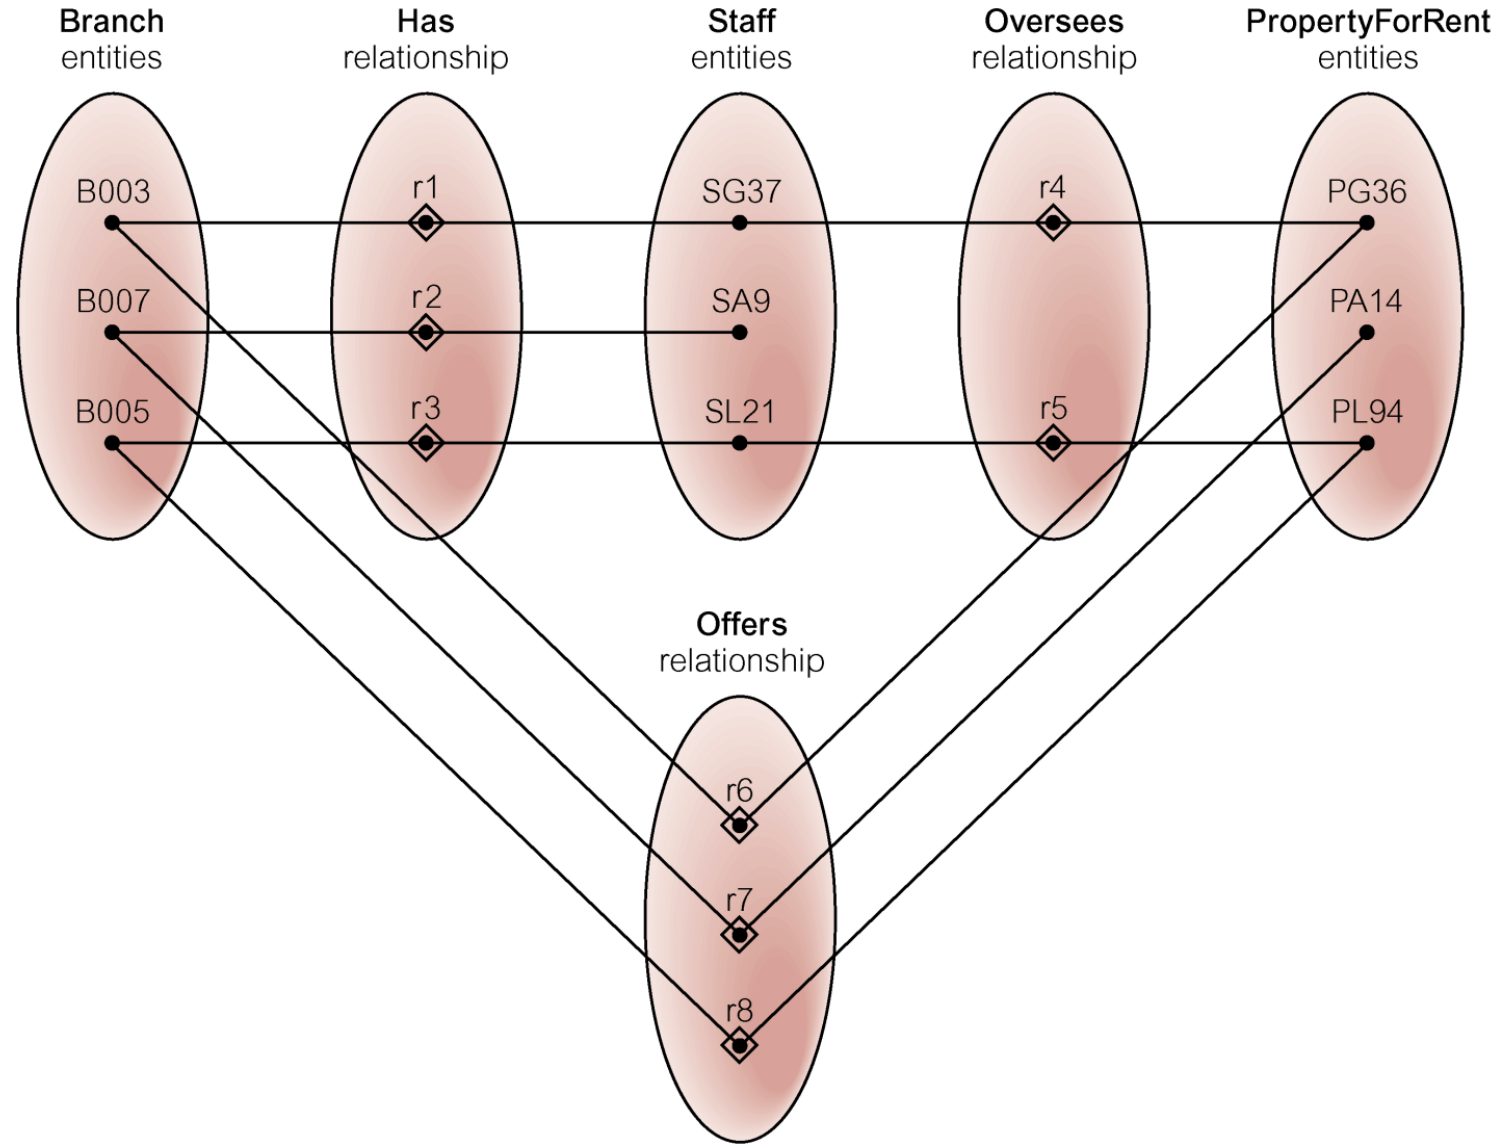 Branch
entities
Has
relationship
Staff
entities
Oversees
relationship
PropertyForRent
entities
B003
r1
SG37
r4
PG36
B007
r2
SA9
PA14
B005
r3
SL21
r5
PL94
Offers
relationship
r6
r7
r8